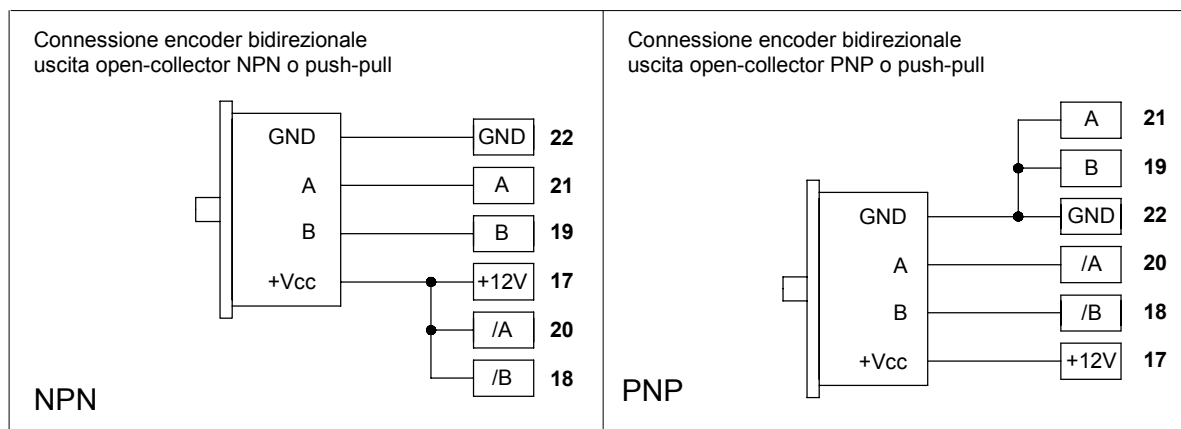 Connessione encoder bidirezionale
uscita open-collector NPN o push-pull
GND GND 22
A A 21
B B 19
+Vcc +12V 17
/A 20
/B 18
NPN
Connessione encoder bidirezionale
uscita open-collector PNP o push-pull
A 21
B 19
GND GND 22
A /A 20
B /B 18
+Vcc +12V 17
PNP